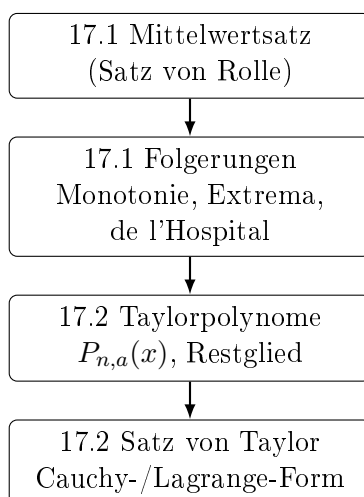 17.1 Mittelwertsatz
(Satz von Rolle)
17.1 Folgerungen
Monotonie, Extrema,
de l'Hospital
17.2 Taylorpolynome
P_{n,a}(x), Restglied
17.2 Satz von Taylor
Cauchy-/Lagrange-Form